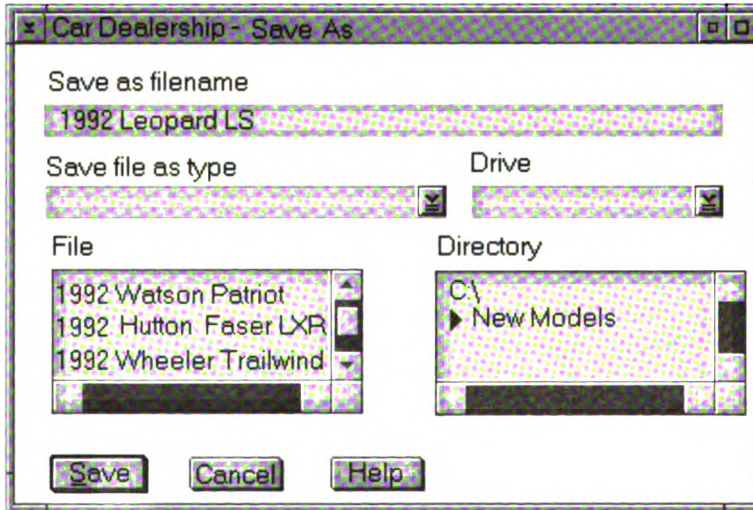 Car Dealership - Save As
Save as filename
1992 Leopard LS
Save file as type
Drive
File
Directory
1992 Watson Patriot
1992 Hutton Faser LXR
1992 Wheeler Trailwind
C:\
New Models
Save
Cancel
Help